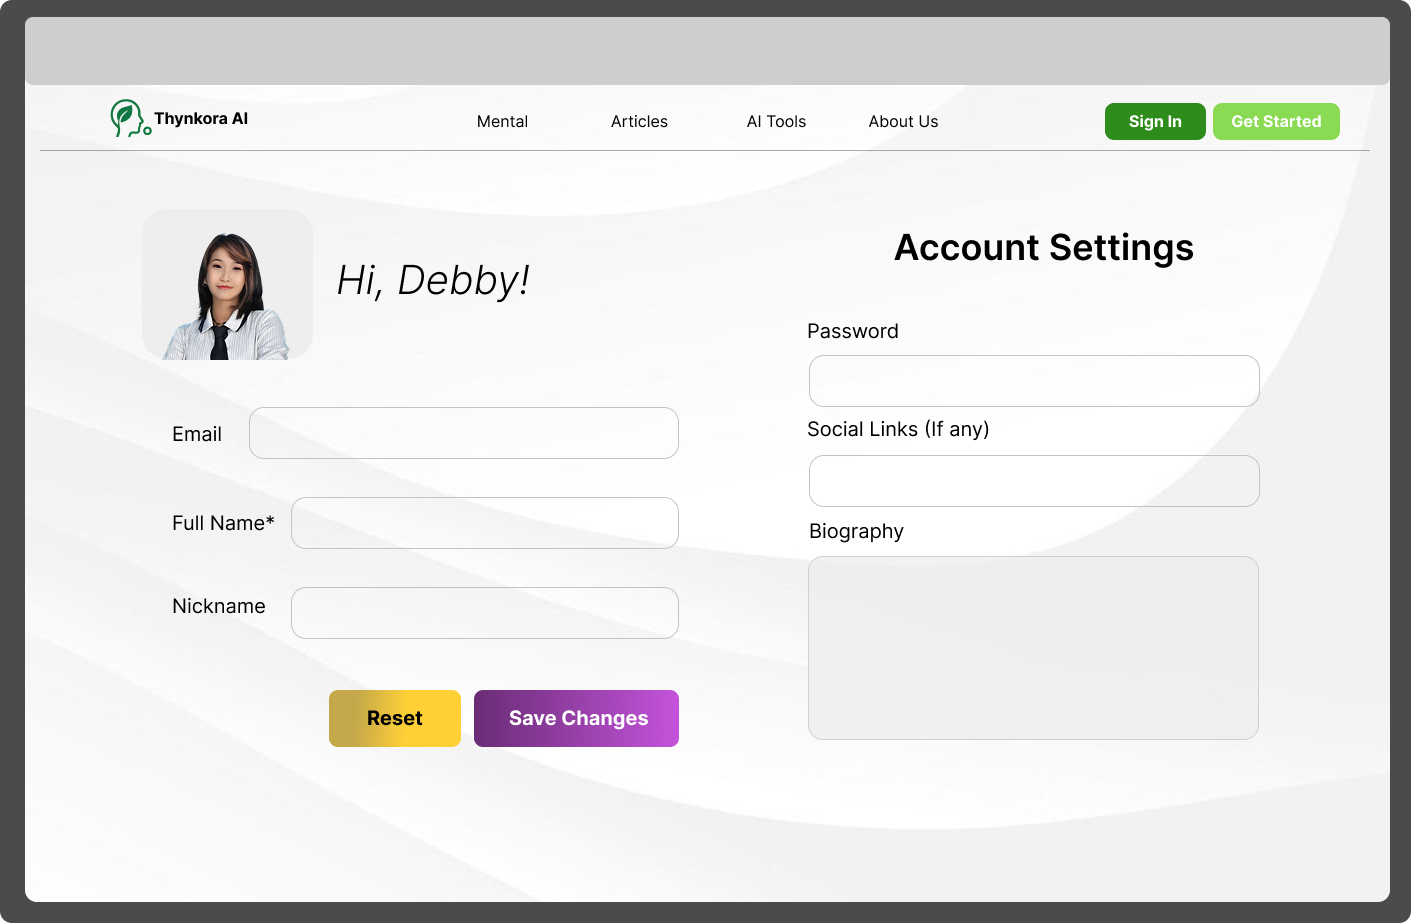 Thynkora AI
Mental
Articles
AI Tools
About Us
Sign In
Get Started
Hi, Debby!
Email
Full Name*
Nickname
Reset
Save Changes
Account Settings
Password
Social Links (If any)
Biography